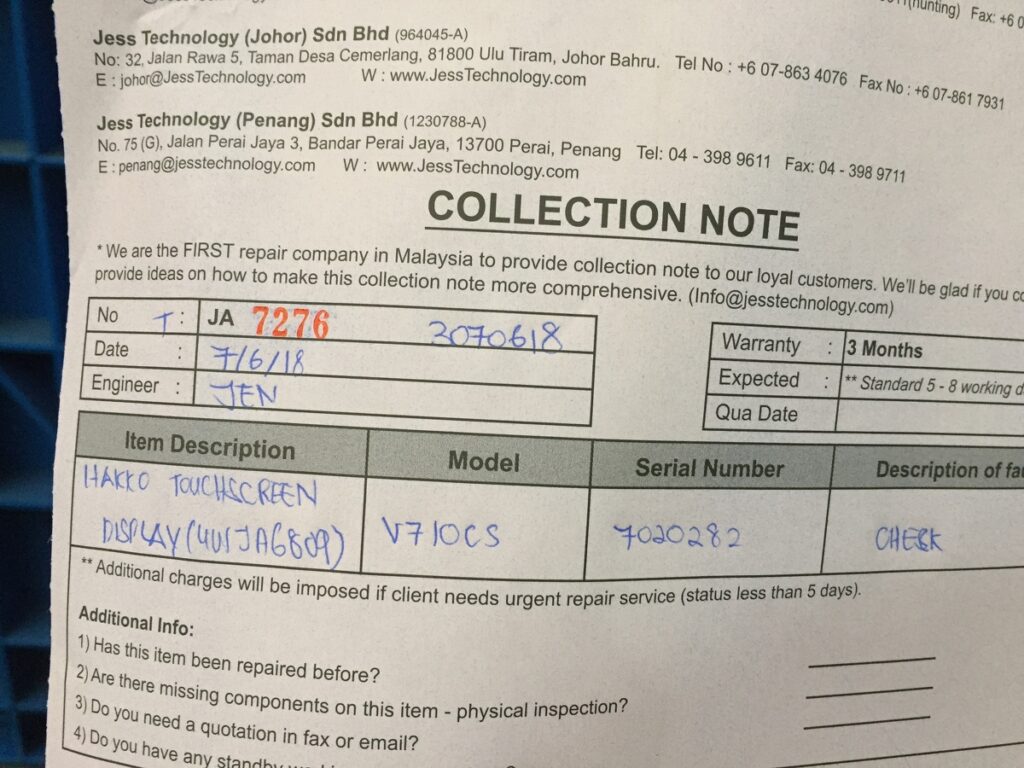 (hunting) Fax: +6 0
Jess Technology (Johor) Sdn Bhd (964045-A)
No: 32, Jalan Rawa 5, Taman Desa Cemerlang, 81800 Ulu Tiram, Johor Bahru. Tel No : +6 07-863 4076 Fax No : +6 07-861 7931
E : johor@JessTechnology.com W : www.JessTechnology.com
Jess Technology (Penang) Sdn Bhd (1230788-A)
No. 75 (G), Jalan Perai Jaya 3, Bandar Perai Jaya, 13700 Perai, Penang Tel: 04 - 398 9611 Fax: 04 - 398 9711
E : penang@jesstechnology.com W : www.JessTechnology.com
COLLECTION NOTE
* We are the FIRST repair company in Malaysia to provide collection note to our loyal customers. We'll be glad if you co
provide ideas on how to make this collection note more comprehensive. (Info@jesstechnology.com)
No T : JA 7276 3070618
Date : 7/6/18
Engineer : JEN
Warranty : 3 Months
Expected : ** Standard 5 - 8 working d
Qua Date
Item Description Model Serial Number Description of fau
HAKKO TOUCHSCREEN
DISPLAY (401JA6809) V710CS 7020282 CHECK
** Additional charges will be imposed if client needs urgent repair service (status less than 5 days).
Additional Info:
1) Has this item been repaired before?
2) Are there missing components on this item - physical inspection?
3) Do you need a quotation in fax or email?
4) Do you have any standby